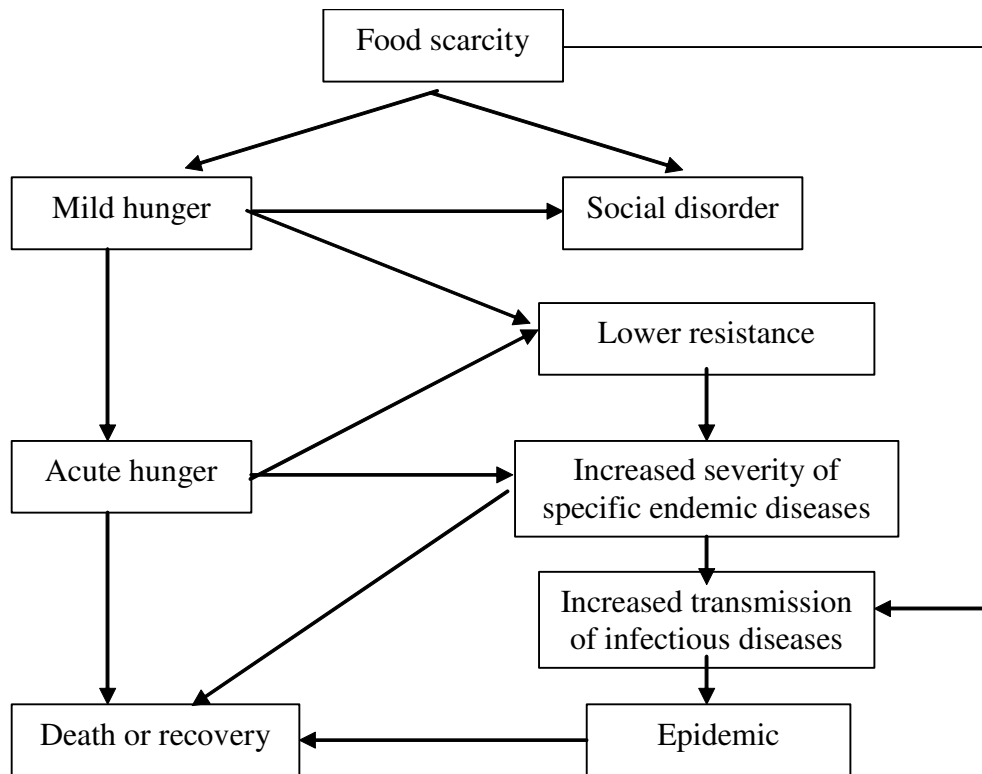 Food scarcity
Mild hunger
Social disorder
Lower resistance
Acute hunger
Increased severity of
specific endemic diseases
Increased transmission
of infectious diseases
Death or recovery
Epidemic